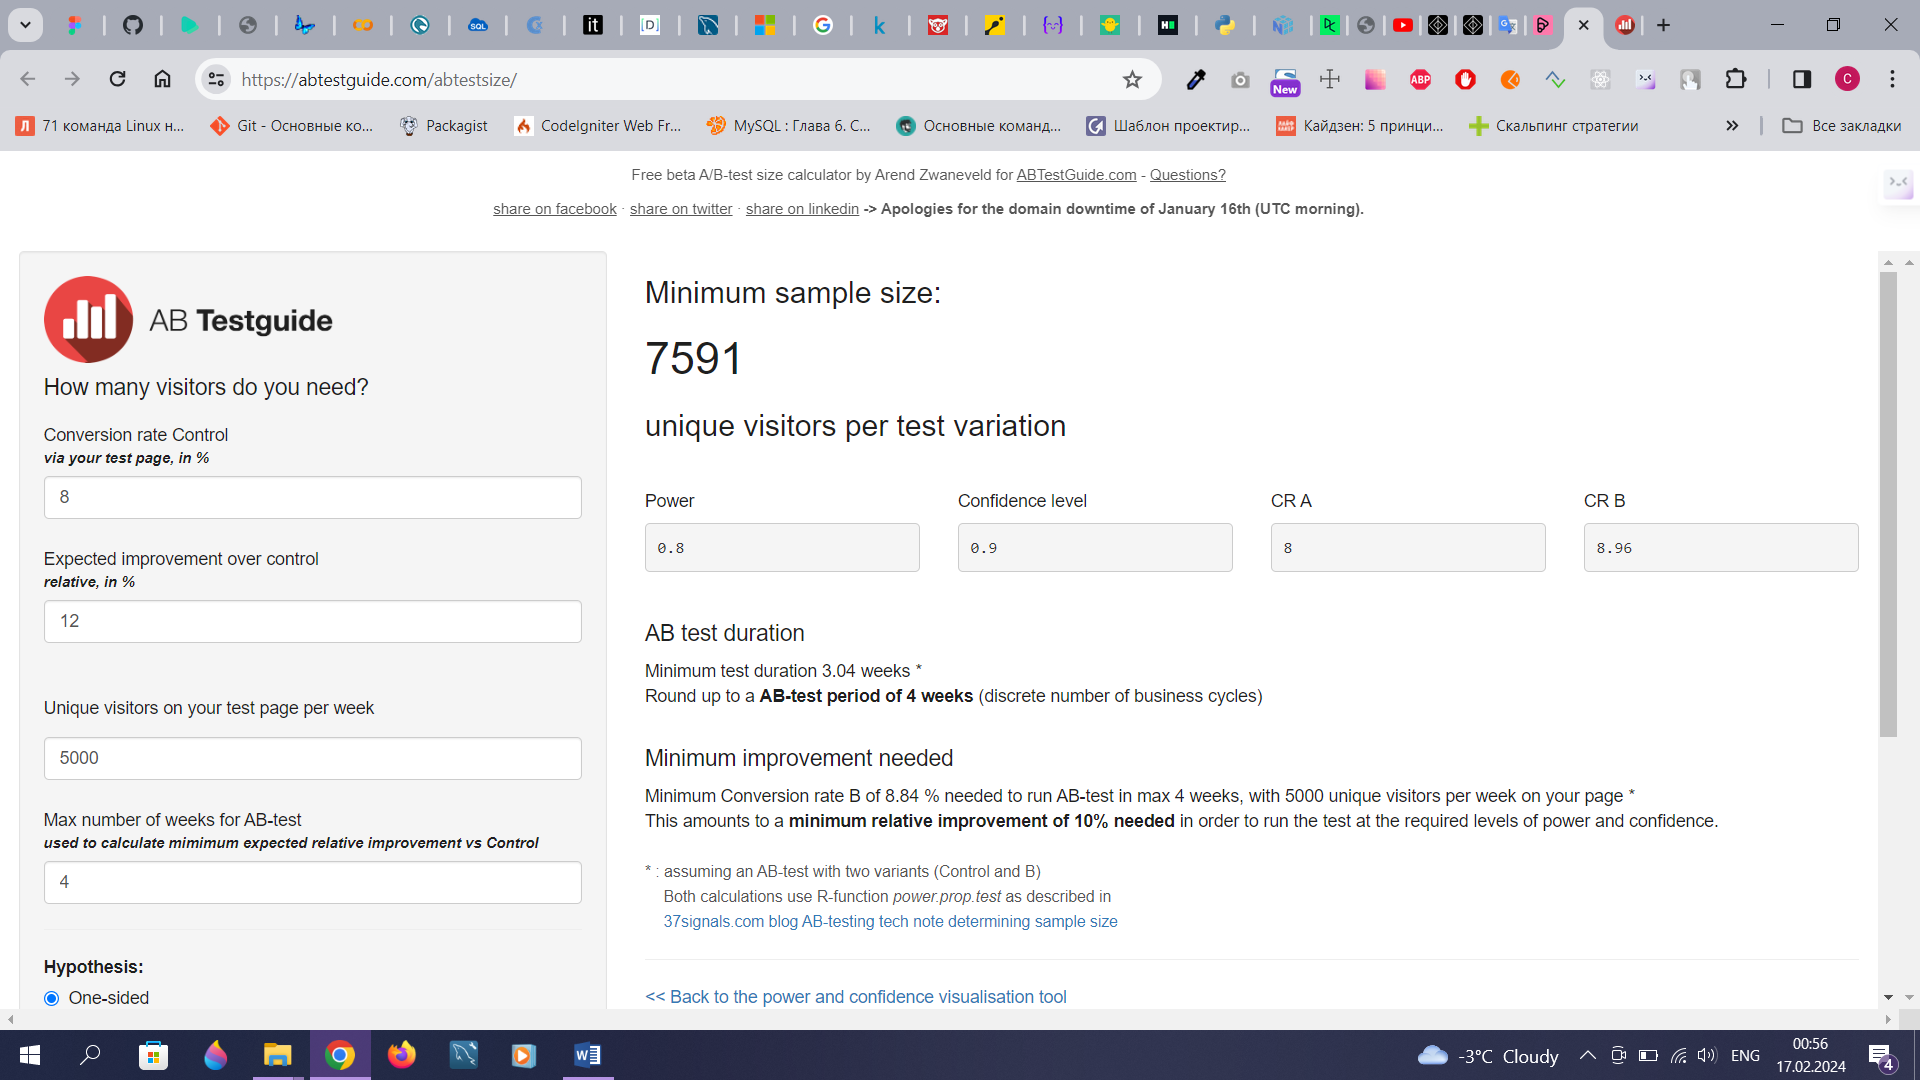 https://abtestguide.com/abtestsize/
New
ABP
C
71 команда Linux н...
Git - Основные ко...
Packagist
CodeIgniter Web Fr...
MySQL : Глава 6. С...
Основные команд...
Шаблон проектир...
Кайдзен: 5 принци...
Скальпинг стратегии
Все закладки
Free beta A/B-test size calculator by Arend Zwaneveld for ABTestGuide.com - Questions?
share on facebook · share on twitter · share on linkedin -> Apologies for the domain downtime of January 16th (UTC morning).
AB Testguide
How many visitors do you need?
Conversion rate Control
via your test page, in %
8
Expected improvement over control
relative, in %
12
Unique visitors on your test page per week
5000
Max number of weeks for AB-test
used to calculate mimimum expected relative improvement vs Control
4
Hypothesis:
One-sided
Minimum sample size:
7591
unique visitors per test variation
Power
Confidence level
CR A
CR B
0.8
0.9
8
8.96
AB test duration
Minimum test duration 3.04 weeks *
Round up to a AB-test period of 4 weeks (discrete number of business cycles)
Minimum improvement needed
Minimum Conversion rate B of 8.84 % needed to run AB-test in max 4 weeks, with 5000 unique visitors per week on your page *
This amounts to a minimum relative improvement of 10% needed in order to run the test at the required levels of power and confidence.
* : assuming an AB-test with two variants (Control and B)
Both calculations use R-function power.prop.test as described in
37signals.com blog AB-testing tech note determining sample size
<< Back to the power and confidence visualisation tool
-3°C Cloudy
ENG
00:56
17.02.2024
4